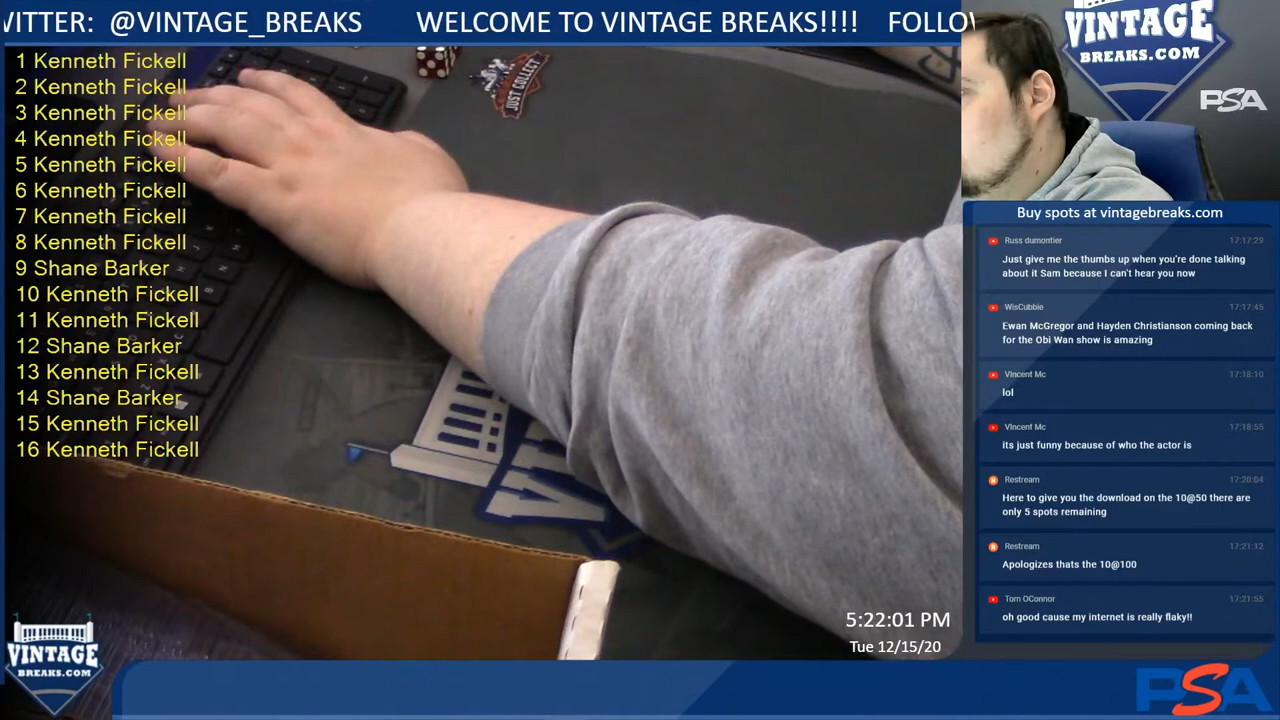 WITTER: @VINTAGE_BREAKS WELCOME TO VINTAGE BREAKS!!!! FOLLO
1 Kenneth Fickell
2 Kenneth Fickell
3 Kenneth Fickell
4 Kenneth Fickell
5 Kenneth Fickell
6 Kenneth Fickell
7 Kenneth Fickell
8 Kenneth Fickell
9 Shane Barker
10 Kenneth Fickell
11 Kenneth Fickell
12 Shane Barker
13 Kenneth Fickell
14 Shane Barker
15 Kenneth Fickell
16 Kenneth Fickell
JUST COLLECT
5:22:01 PM
Tue 12/15/20
VINTAGE
BREAKS.COM
VINTAGE
BREAKS.COM
PSA
Buy spots at vintagebreaks.com
Russ dumontier 17:17:29
Just give me the thumbs up when you're done talking
about it Sam because I can't hear you now
WisCubbie 17:17:45
Ewan McGregor and Hayden Christianson coming back
for the Obi Wan show is amazing
VIncent Mc 17:18:10
lol
VIncent Mc 17:18:55
its just funny because of who the actor is
Restream 17:20:04
Here to give you the download on the 10@50 there are
only 5 spots remaining
Restream 17:21:12
Apologizes thats the 10@100
Tom OConnor 17:21:55
oh good cause my internet is really flaky!!
PSA